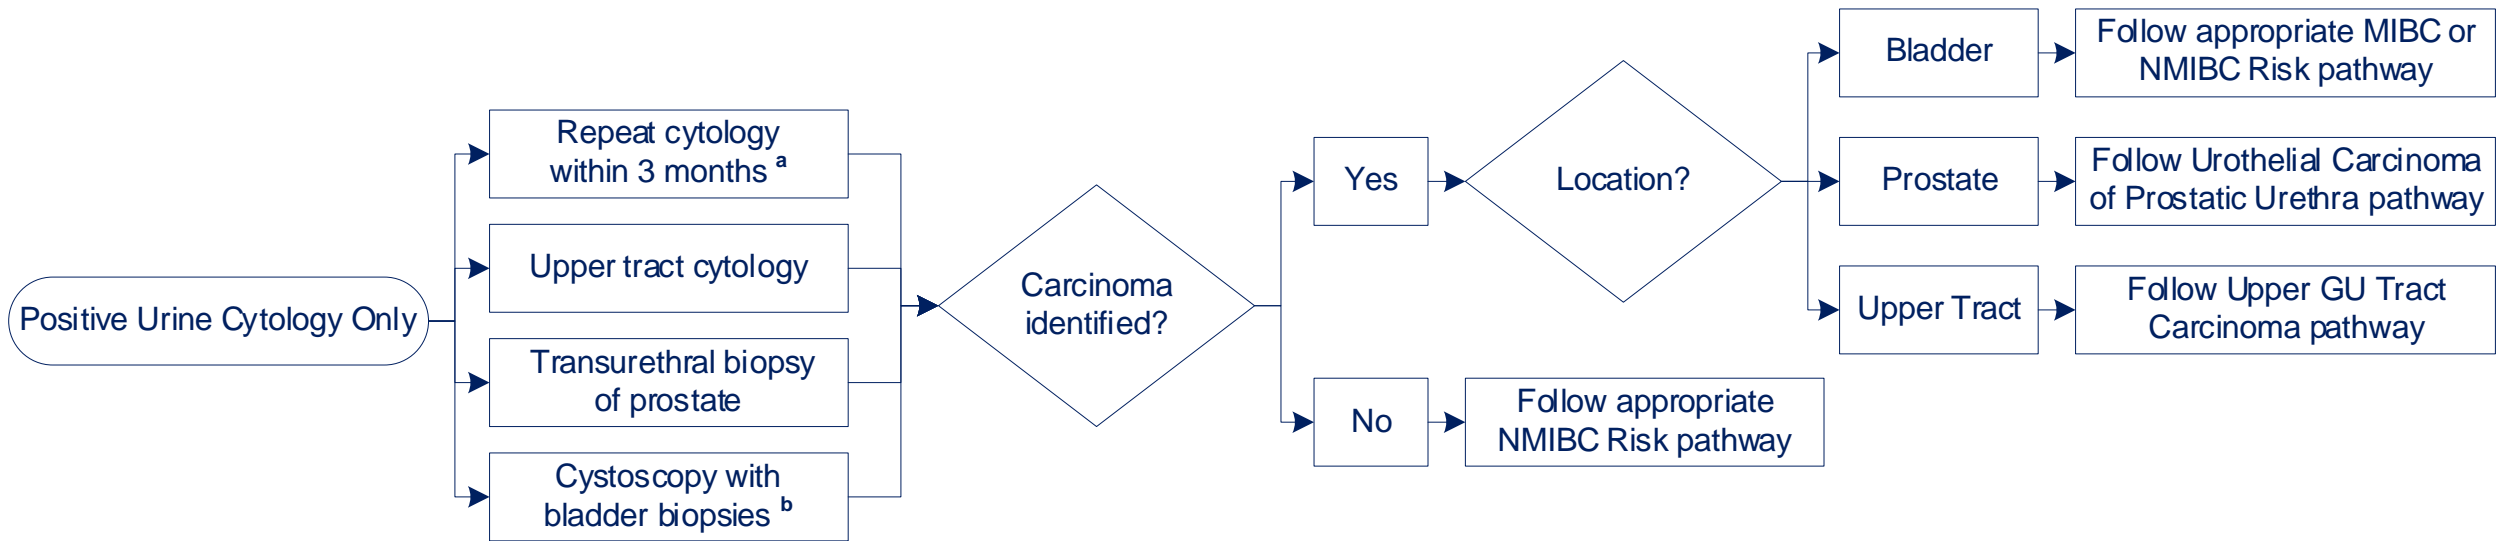 Positive Urine Cytology Only
Repeat cytology
within 3 months a
Upper tract cytology
Transurethral biopsy
of prostate
Cystoscopy with
bladder biopsies b
Carcinoma
identified?
Yes
No
Follow appropriate
NMIBC Risk pathway
Location?
Bladder
Follow appropriate MIBC or
NMIBC Risk pathway
Prostate
Follow Urothelial Carcinoma
of Prostatic Urethra pathway
Upper Tract
Follow Upper GU Tract
Carcinoma pathway